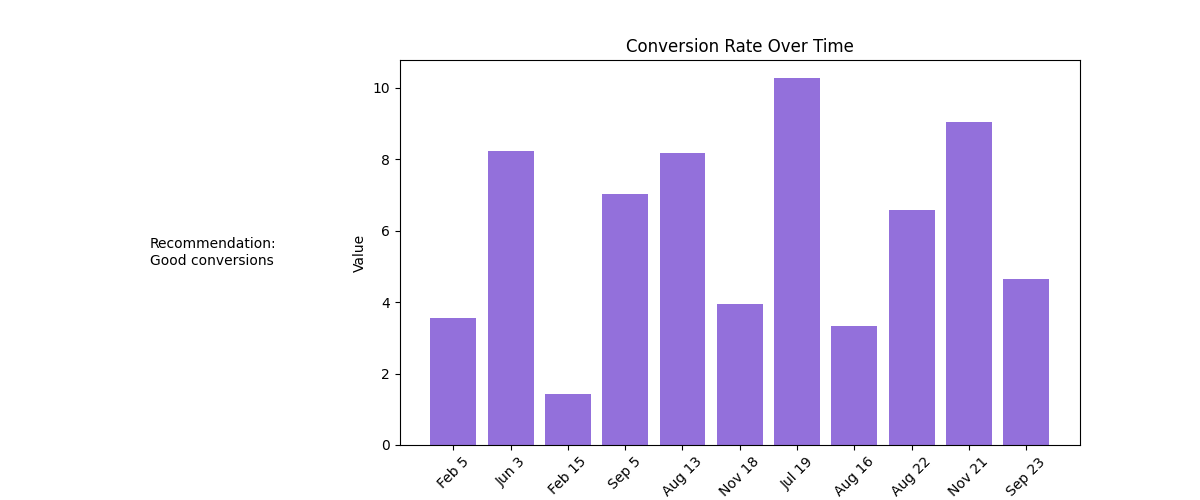 Conversion Rate Over Time
Recommendation:
Good conversions
Value
10
8
6
4
2
0
Feb 5
Jun 3
Feb 15
Sep 5
Aug 13
Nov 18
Jul 19
Aug 16
Aug 22
Nov 21
Sep 23